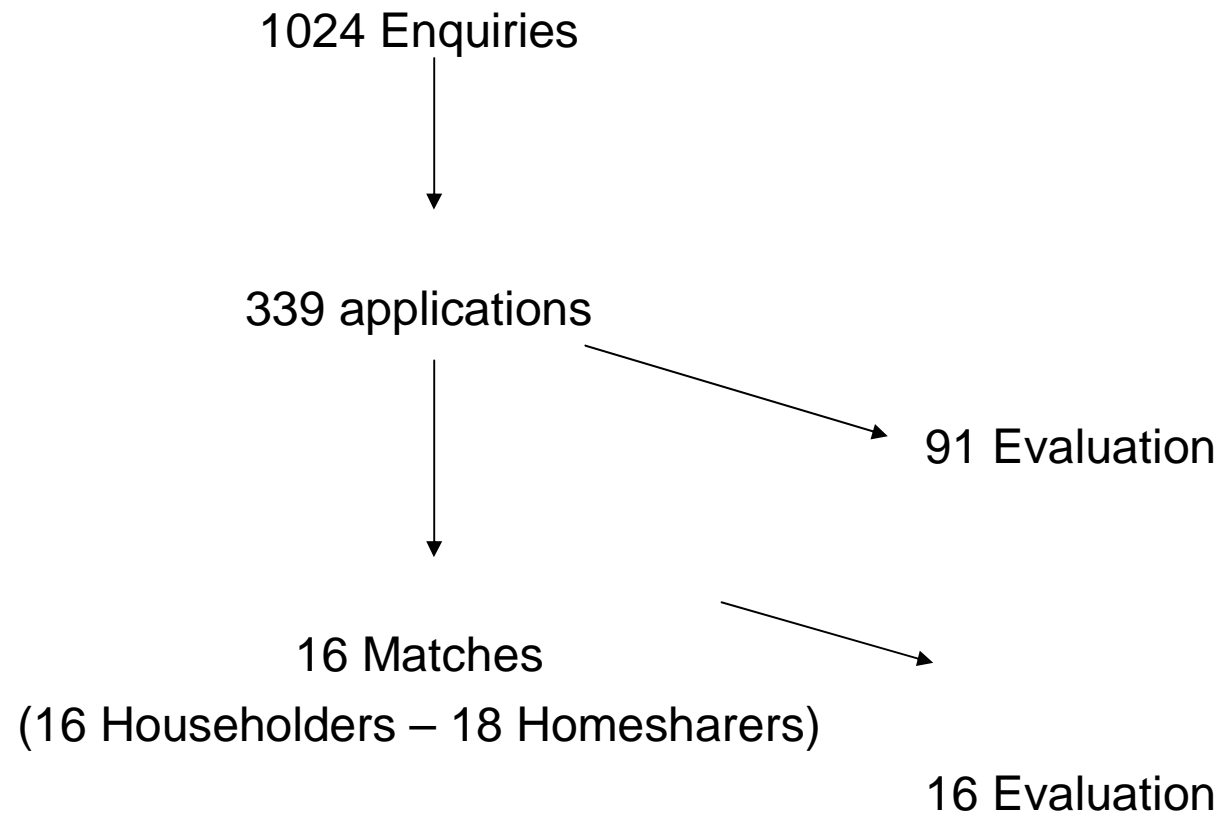 1024 Enquiries
339 applications
91 Evaluation
16 Matches
(16 Householders – 18 Homesharers)
16 Evaluation